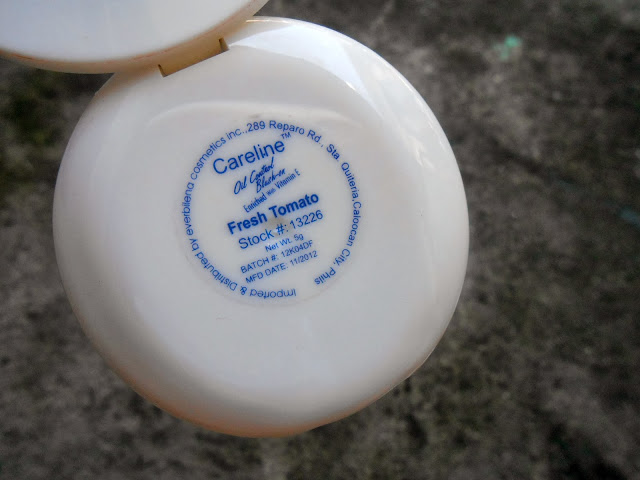 Careline™
Oil Control
Blush-on
Enriched with Vitamin E
Fresh Tomato
Stock #: 13226
Net Wt. 5g
BATCH #: 12K04DF
MFD DATE: 11/2012
Imported & Distributed by everbilena cosmetics inc.,289 Reparo Rd., Sta. Quiteria,Caloocan City, Phils